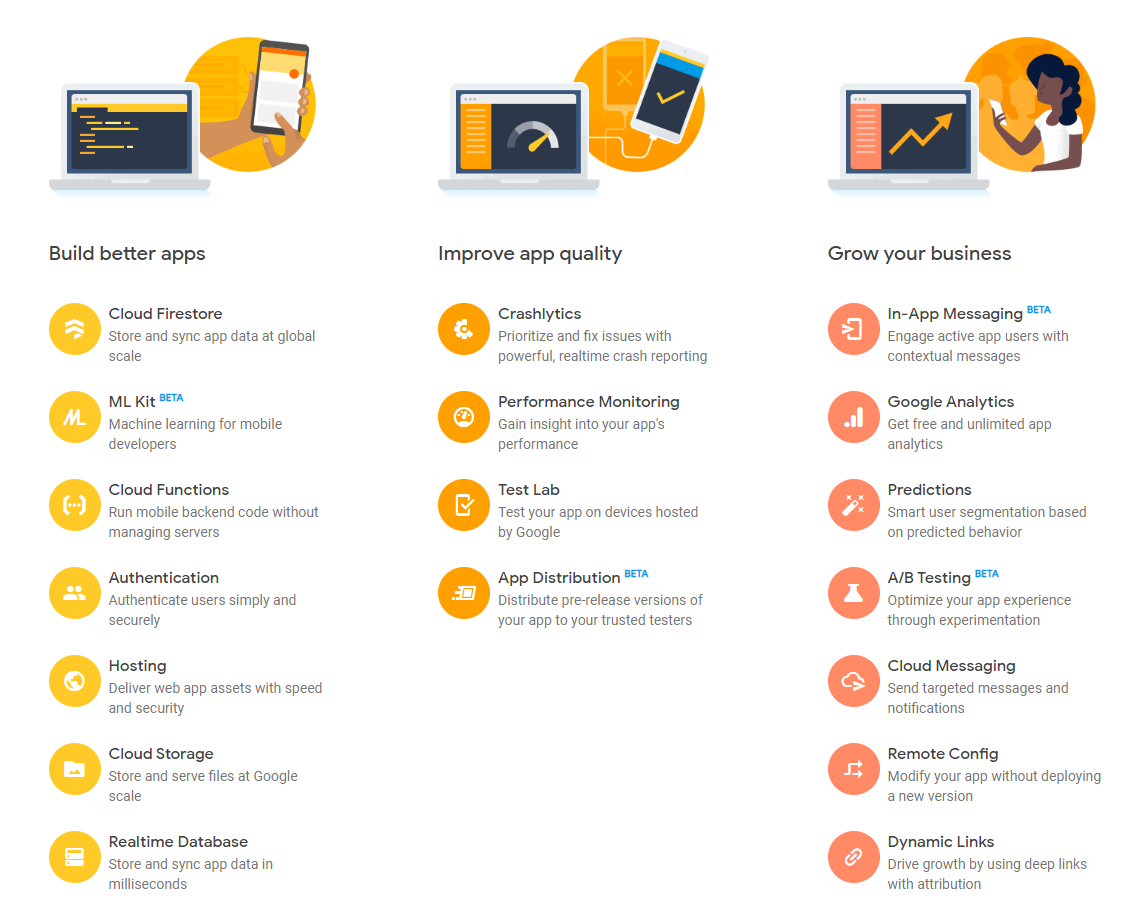 Build better apps
Cloud Firestore
Store and sync app data at global
scale
ML Kit BETA
Machine learning for mobile
developers
Cloud Functions
Run mobile backend code without
managing servers
Authentication
Authenticate users simply and
securely
Hosting
Deliver web app assets with speed
and security
Cloud Storage
Store and serve files at Google
scale
Realtime Database
Store and sync app data in
milliseconds
Improve app quality
Crashlytics
Prioritize and fix issues with
powerful, realtime crash reporting
Performance Monitoring
Gain insight into your app's
performance
Test Lab
Test your app on devices hosted
by Google
App Distribution BETA
Distribute pre-release versions of
your app to your trusted testers
Grow your business
In-App Messaging BETA
Engage active app users with
contextual messages
Google Analytics
Get free and unlimited app
analytics
Predictions
Smart user segmentation based
on predicted behavior
A/B Testing BETA
Optimize your app experience
through experimentation
Cloud Messaging
Send targeted messages and
notifications
Remote Config
Modify your app without deploying
a new version
Dynamic Links
Drive growth by using deep links
with attribution